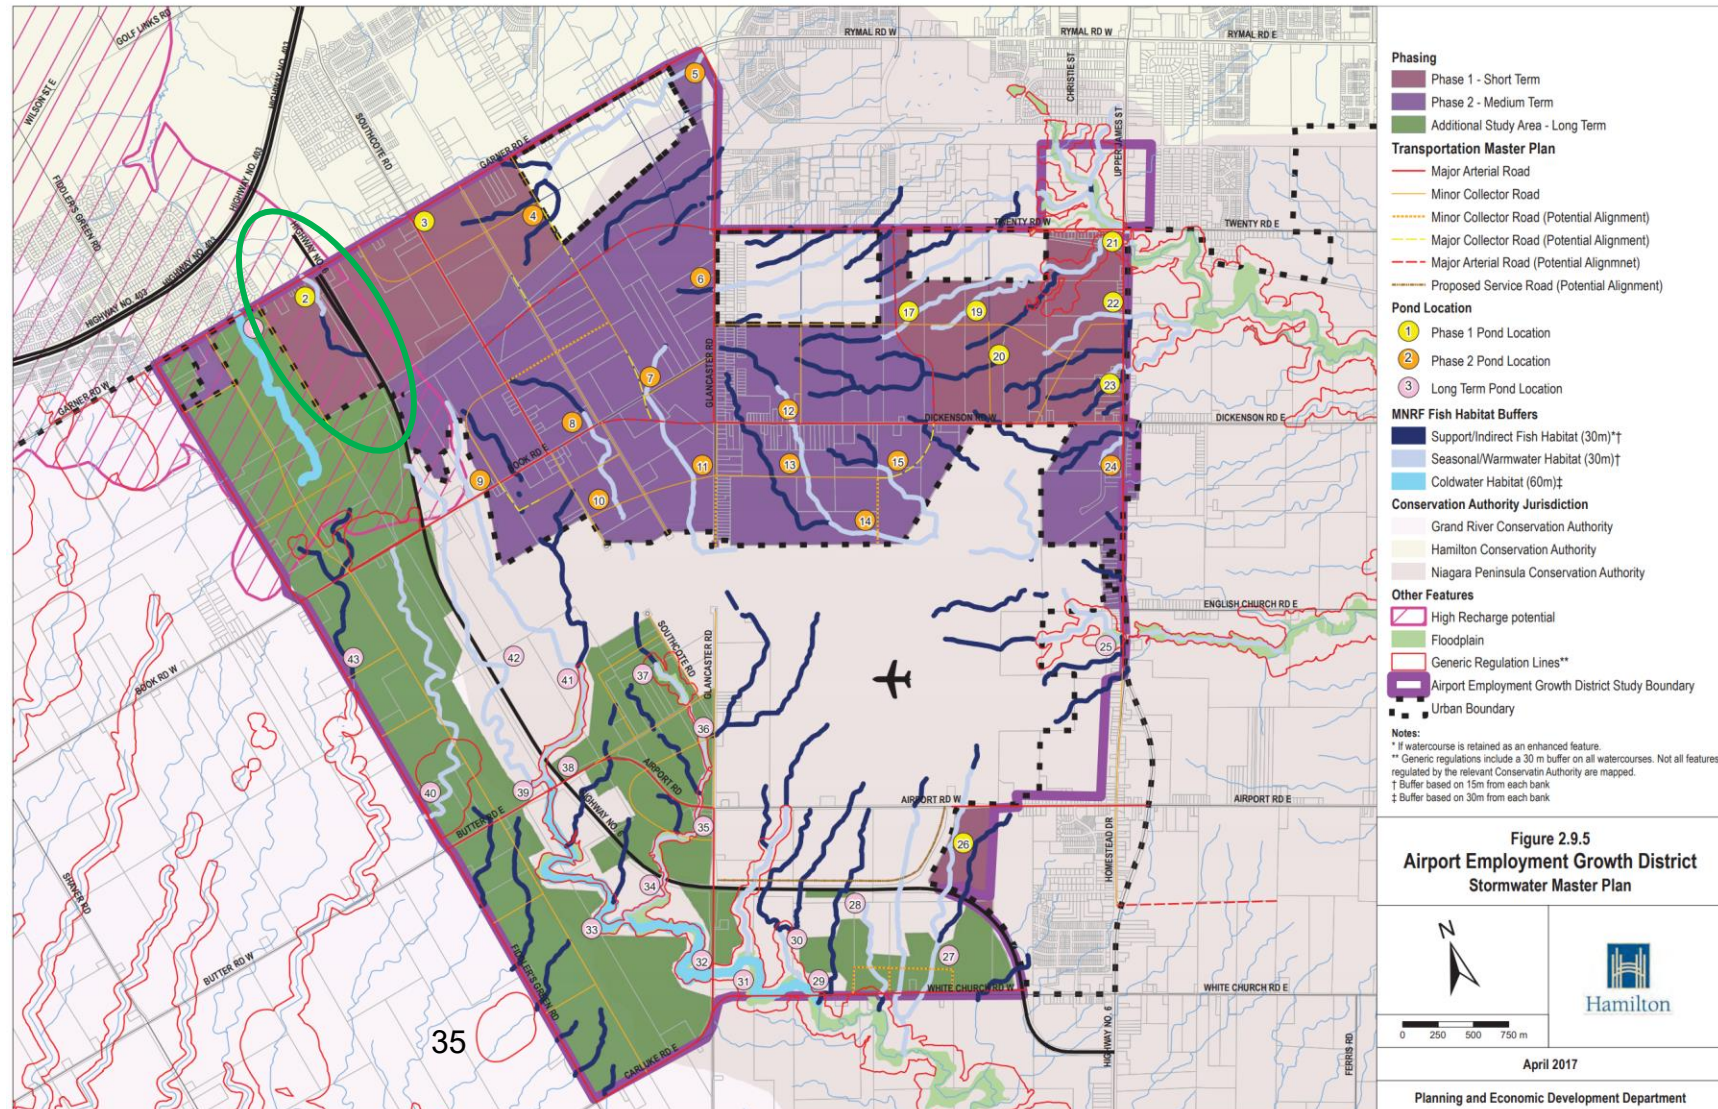 GOLF LINKS RD
WILSON ST E
HIGHWAY NO. 403
HIGHWAY NO. 403
SOUTHCOTE RD
FIDDLER'S GREEN RD
HIGHWAY NO. 403
HIGHWAY NO. 403
HIGHWAY NO. 403
HIGHWAY NO. 6
GARNER RD E
GARNER RD W
RYMAL RD W
RYMAL RD W
RYMAL RD E
CHRISTIE ST
UPPER JAMES ST
TWENTY RD W
TWENTY RD E
GLANCASTER RD
DICKENSON RD W
DICKENSON RD E
BOOK RD E
BOOK RD W
ENGLISH CHURCH RD E
SOUTHCOTE RD
GLANCASTER RD
AIRPORT RD
AIRPORT RD W
AIRPORT RD E
HIGHWAY NO. 6
BUTTER RD E
BUTTER RD W
SHAVER RD
FIDDLER'S GREEN RD
HOMESTEAD DR
WHITE CHURCH RD W
WHITE CHURCH RD E
HIGHWAY NO. 6
FERRIS RD
CARLUKE RD E
2
3
4
5
6
7
8
9
10
11
12
13
14
15
17
19
20
21
22
23
24
25
26
27
28
29
30
31
32
33
34
35
36
37
38
39
40
41
42
43
35
Phasing
Phase 1 - Short Term
Phase 2 - Medium Term
Additional Study Area - Long Term
Transportation Master Plan
Major Arterial Road
Minor Collector Road
Minor Collector Road (Potential Alignment)
Major Collector Road (Potential Alignment)
Major Arterial Road (Potential Alignmnet)
Proposed Service Road (Potential Alignment)
Pond Location
1 Phase 1 Pond Location
2 Phase 2 Pond Location
3 Long Term Pond Location
MNRF Fish Habitat Buffers
Support/Indirect Fish Habitat (30m)*†
Seasonal/Warmwater Habitat (30m)†
Coldwater Habitat (60m)‡
Conservation Authority Jurisdiction
Grand River Conservation Authority
Hamilton Conservation Authority
Niagara Peninsula Conservation Authority
Other Features
High Recharge potential
Floodplain
Generic Regulation Lines**
Airport Employment Growth District Study Boundary
Urban Boundary
Notes:
* If watercourse is retained as an enhanced feature.
** Generic regulations include a 30 m buffer on all watercourses. Not all features
regulated by the relevant Conservatin Authority are mapped.
† Buffer based on 15m from each bank
‡ Buffer based on 30m from each bank
Figure 2.9.5
Airport Employment Growth District
Stormwater Master Plan
N
Hamilton
0 250 500 750 m
April 2017
Planning and Economic Development Department